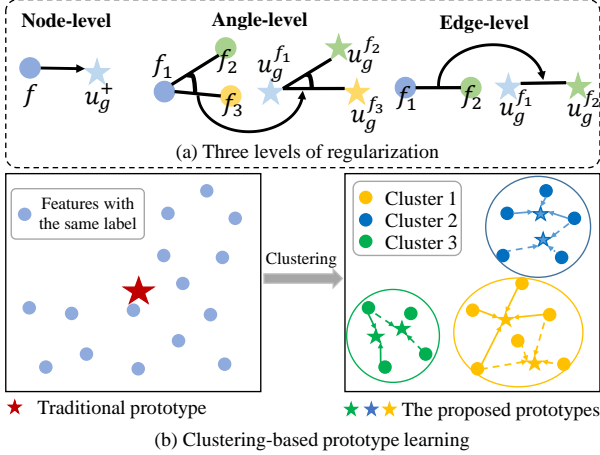 Node-level Angle-level Edge-level
f u_g^+
f_1 f_2 f_3 u_g^{f_1} u_g^{f_2} u_g^{f_3}
f_1 f_2 u_g^{f_1} u_g^{f_2}
(a) Three levels of regularization
Features with
the same label
Clustering
Cluster 1
Cluster 2
Cluster 3
Traditional prototype
The proposed prototypes
(b) Clustering-based prototype learning